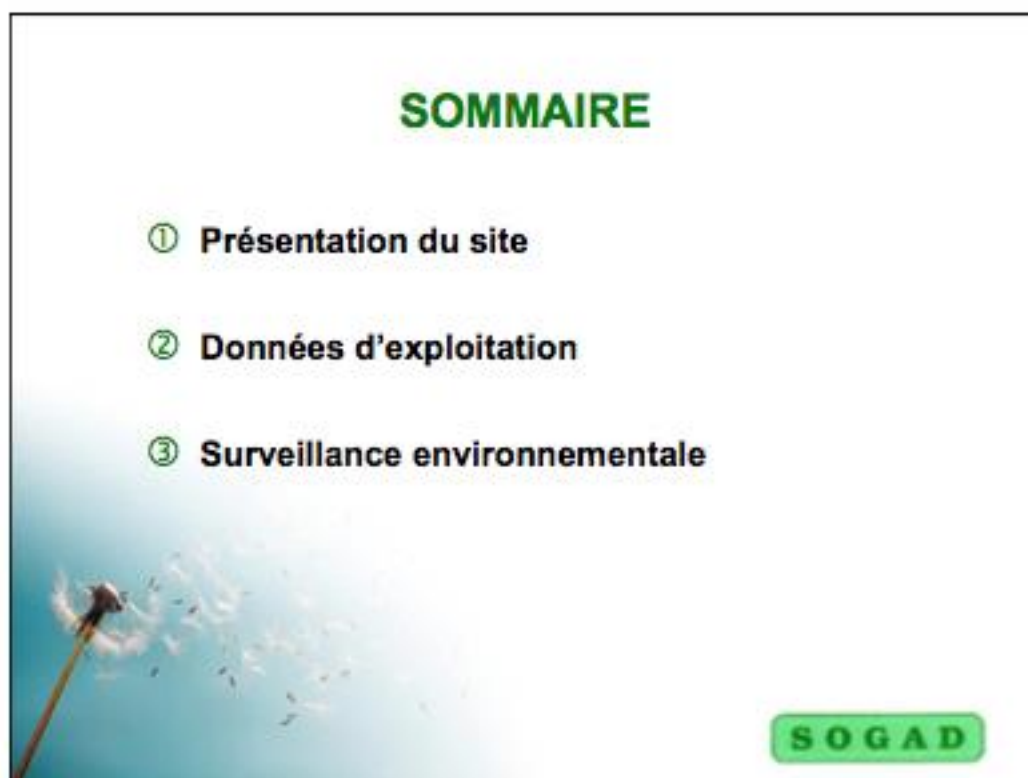 SOMMAIRE
① Présentation du site
② Données d'exploitation
③ Surveillance environnementale
SOGAD